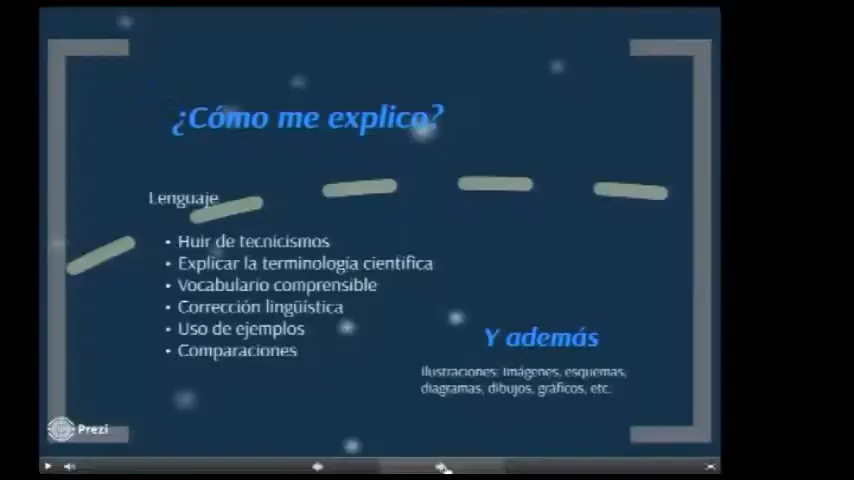 ¿Cómo me explico?
Lenguaje
• Huir de tecnicismos
• Explicar la terminología científica
• Vocabulario comprensible
• Corrección lingüística
• Uso de ejemplos
• Comparaciones
Y además
Ilustraciones: Imágenes, esquemas,
diagramas, dibujos, gráficos, etc.
Prezi